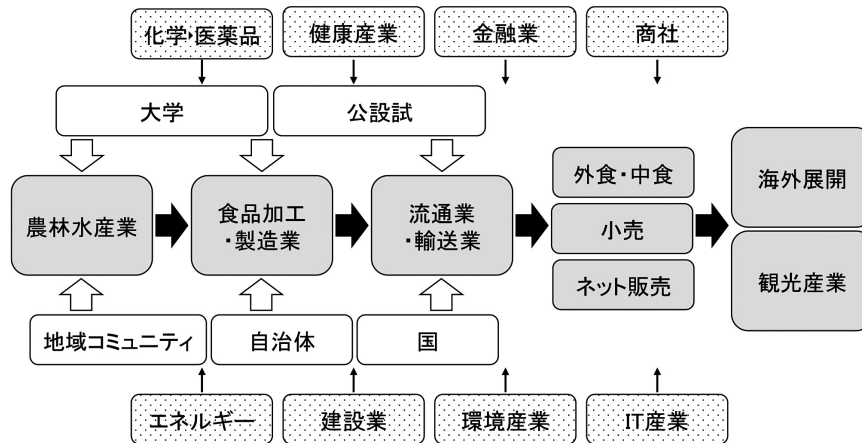 化学・医薬品
健康産業
金融業
商社
大学
公設試
農林水産業
食品加工
・製造業
流通業
・輸送業
外食・中食
小売
ネット販売
海外展開
観光産業
地域コミュニティ
自治体
国
エネルギー
建設業
環境産業
IT産業